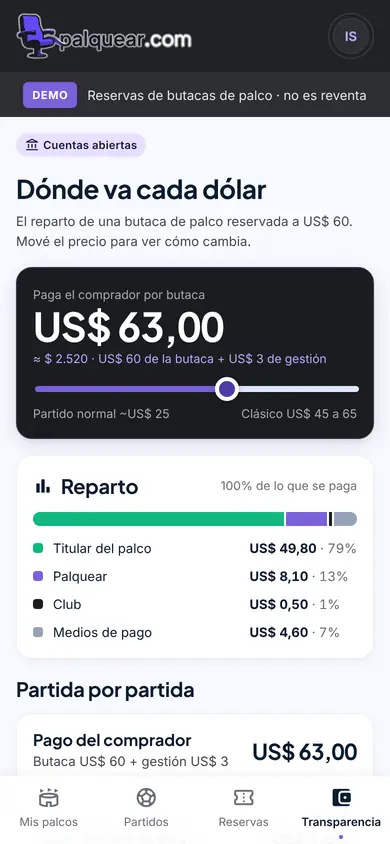 palquear.com
IS
DEMO Reservas de butacas de palco · no es reventa
Cuentas abiertas
Dónde va cada dólar
El reparto de una butaca de palco reservada a US$ 60.
Mové el precio para ver cómo cambia.
Paga el comprador por butaca
US$ 63,00
≈ $ 2.520 · US$ 60 de la butaca + US$ 3 de gestión
Partido normal ~US$ 25 Clásico US$ 45 a 65
Reparto 100% de lo que se paga
Titular del palco US$ 49,80 · 79%
Palquear US$ 8,10 · 13%
Club US$ 0,50 · 1%
Medios de pago US$ 4,60 · 7%
Partida por partida
Pago del comprador US$ 63,00
Butaca US$ 60 + gestión US$ 3
Mis palcos Partidos Reservas Transparencia